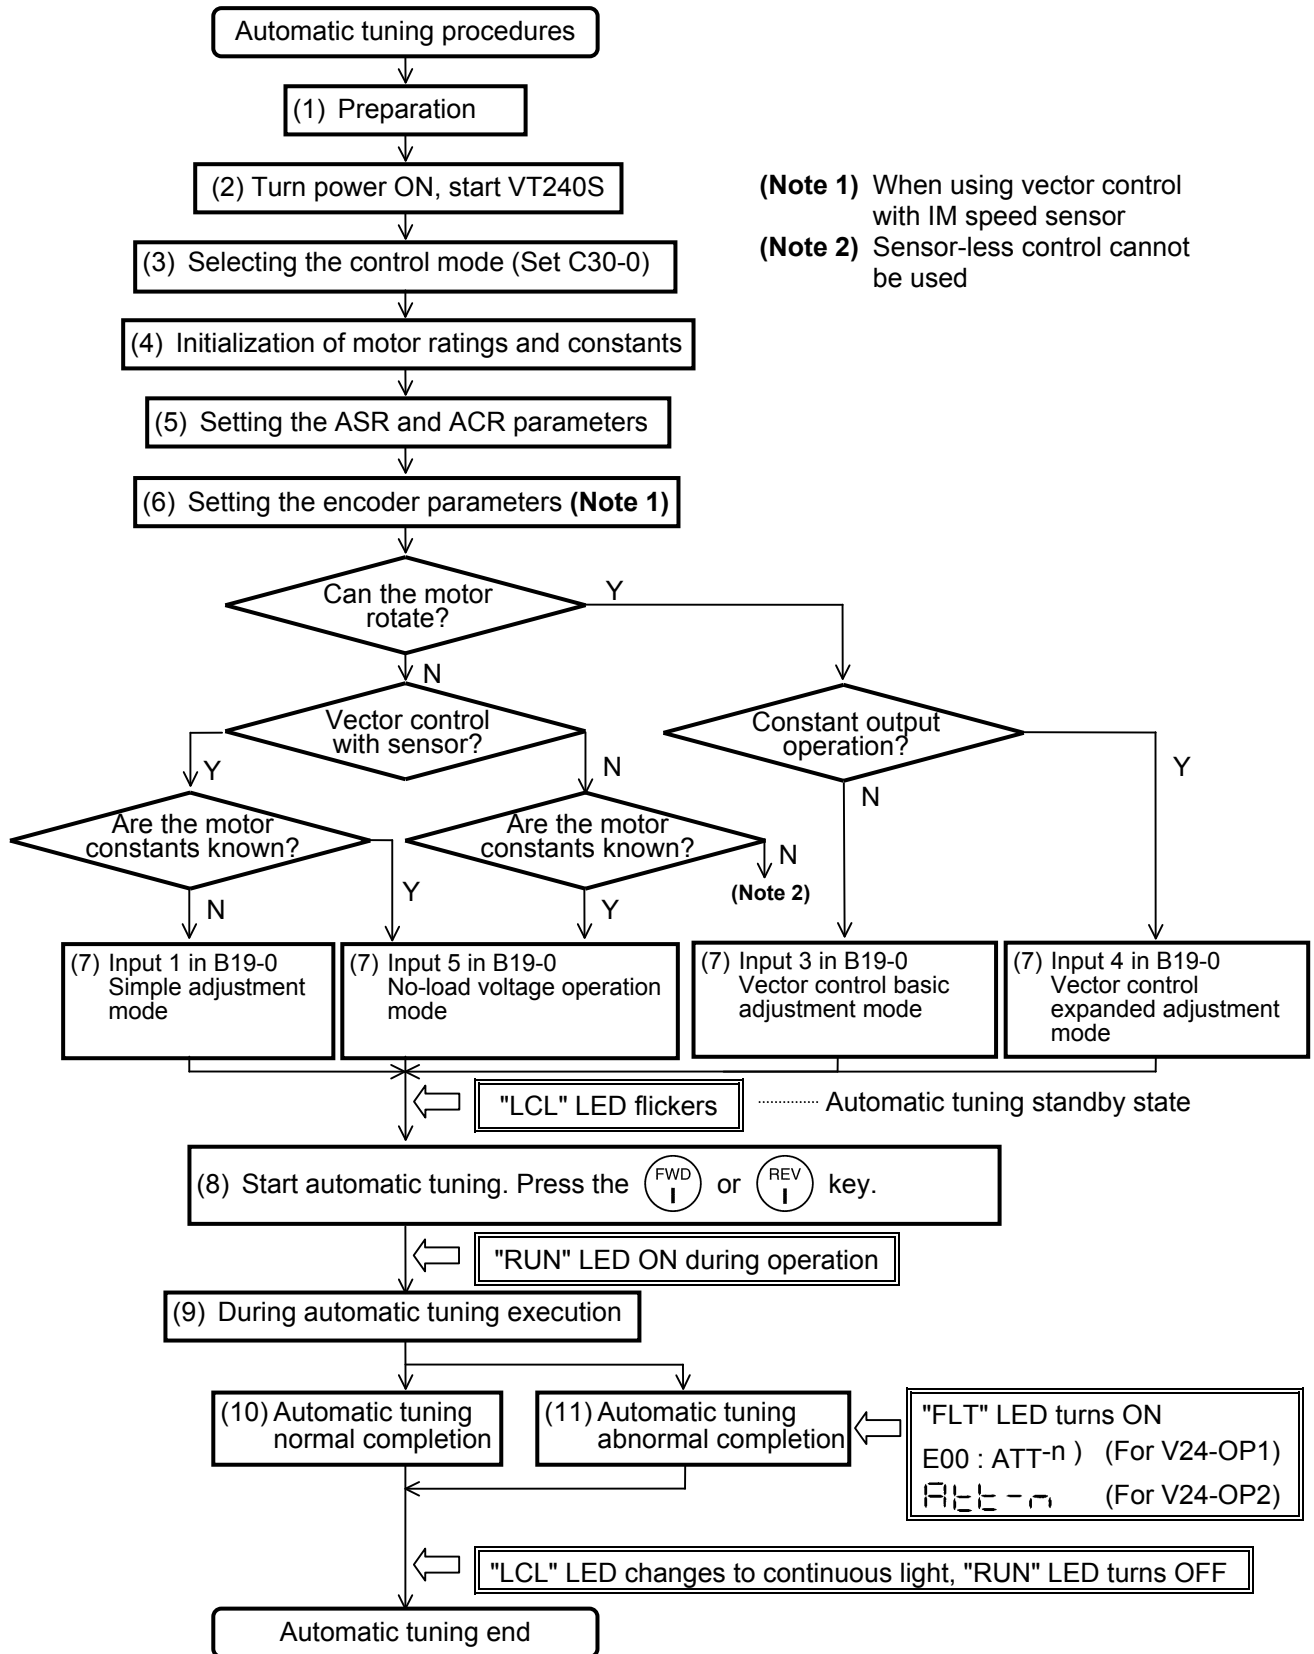 Automatic tuning procedures
(1) Preparation
(2) Turn power ON, start VT240S
(Note 1) When using vector control
with IM speed sensor
(Note 2) Sensor-less control cannot
be used
(3) Selecting the control mode (Set C30-0)
(4) Initialization of motor ratings and constants
(5) Setting the ASR and ACR parameters
(6) Setting the encoder parameters (Note 1)
Can the motor
rotate?
Y
N
Vector control
with sensor?
Y
N
Constant output
operation?
N
Y
Are the motor
constants known?
N
Y
Are the motor
constants known?
N
(Note 2)
Y
(7) Input 1 in B19-0
Simple adjustment
mode
(7) Input 5 in B19-0
No-load voltage operation
mode
(7) Input 3 in B19-0
Vector control basic
adjustment mode
(7) Input 4 in B19-0
Vector control
expanded adjustment
mode
"LCL" LED flickers ............... Automatic tuning standby state
(8) Start automatic tuning. Press the FWD I or REV I key.
"RUN" LED ON during operation
(9) During automatic tuning execution
(10) Automatic tuning
normal completion
(11) Automatic tuning
abnormal completion
"FLT" LED turns ON
E00 : ATT-n ) (For V24-OP1)
Att-n (For V24-OP2)
"LCL" LED changes to continuous light, "RUN" LED turns OFF
Automatic tuning end